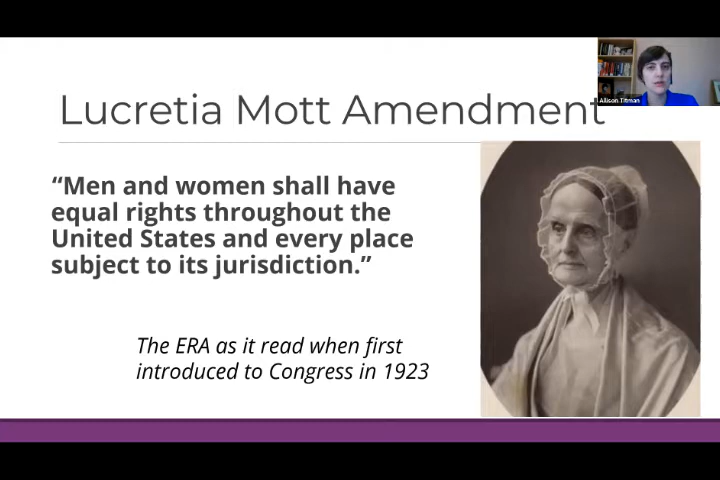 Allison Titman
Lucretia Mott Amendment
“Men and women shall have
equal rights throughout the
United States and every place
subject to its jurisdiction.”
The ERA as it read when first
introduced to Congress in 1923